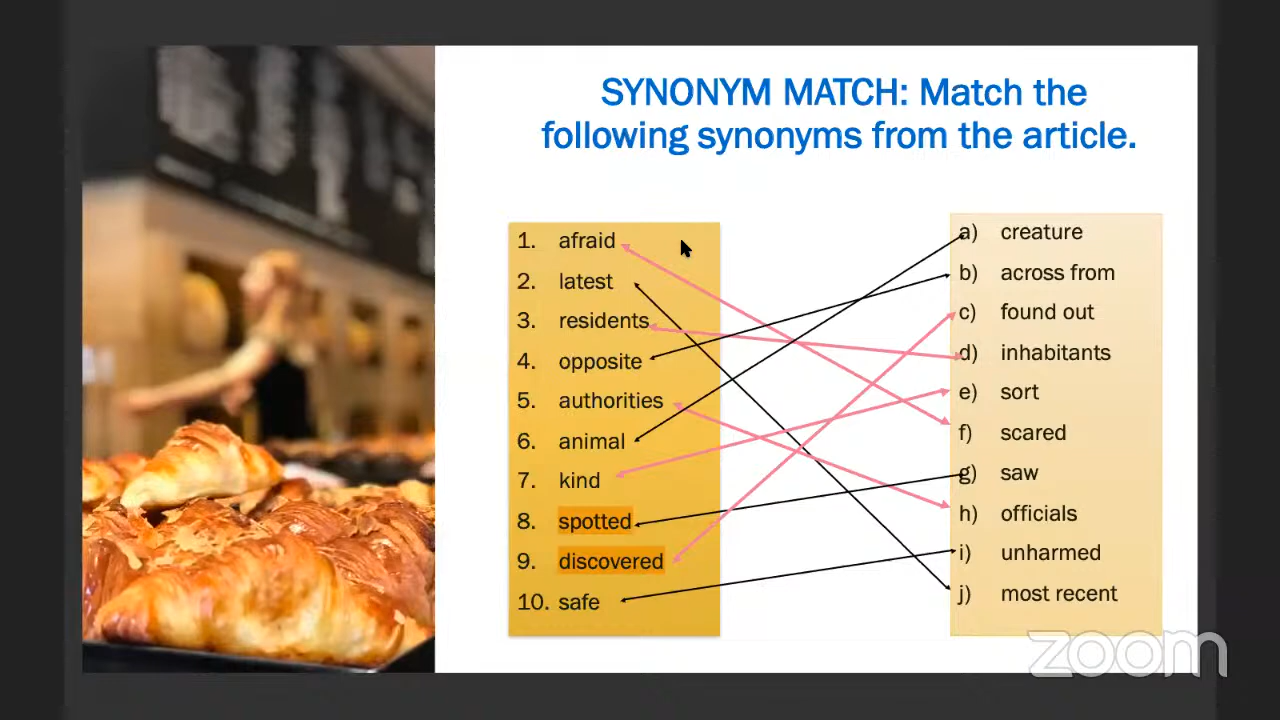 SYNONYM MATCH: Match the
following synonyms from the article.
1. afraid
2. latest
3. residents
4. opposite
5. authorities
6. animal
7. kind
8. spotted
9. discovered
10. safe
a) creature
b) across from
c) found out
d) inhabitants
e) sort
f) scared
g) saw
h) officials
i) unharmed
j) most recent
zoom